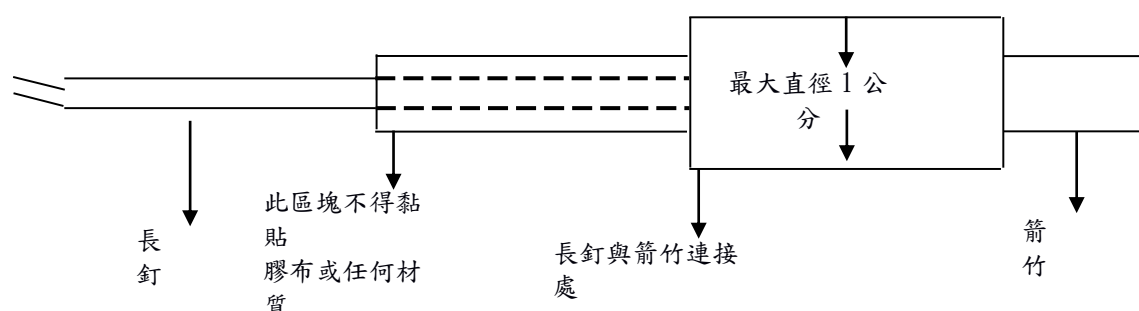 最大直徑 1 公
分
長
釘
此區塊不得黏
貼
膠布或任何材
質
長釘與箭竹連接
處
箭
竹